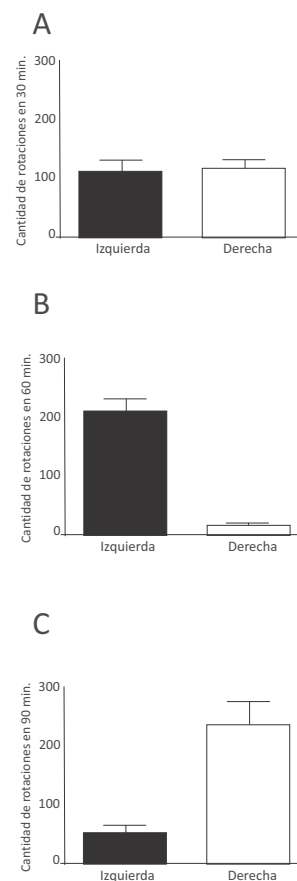 A
Cantidad de rotaciones en 30 min.
300
200
100
0
Izquierda Derecha
B
Cantidad de rotaciones en 60 min.
300
200
100
0
Izquierda Derecha
C
Cantidad de rotaciones en 90 min.
300
200
100
0
Izquierda Derecha